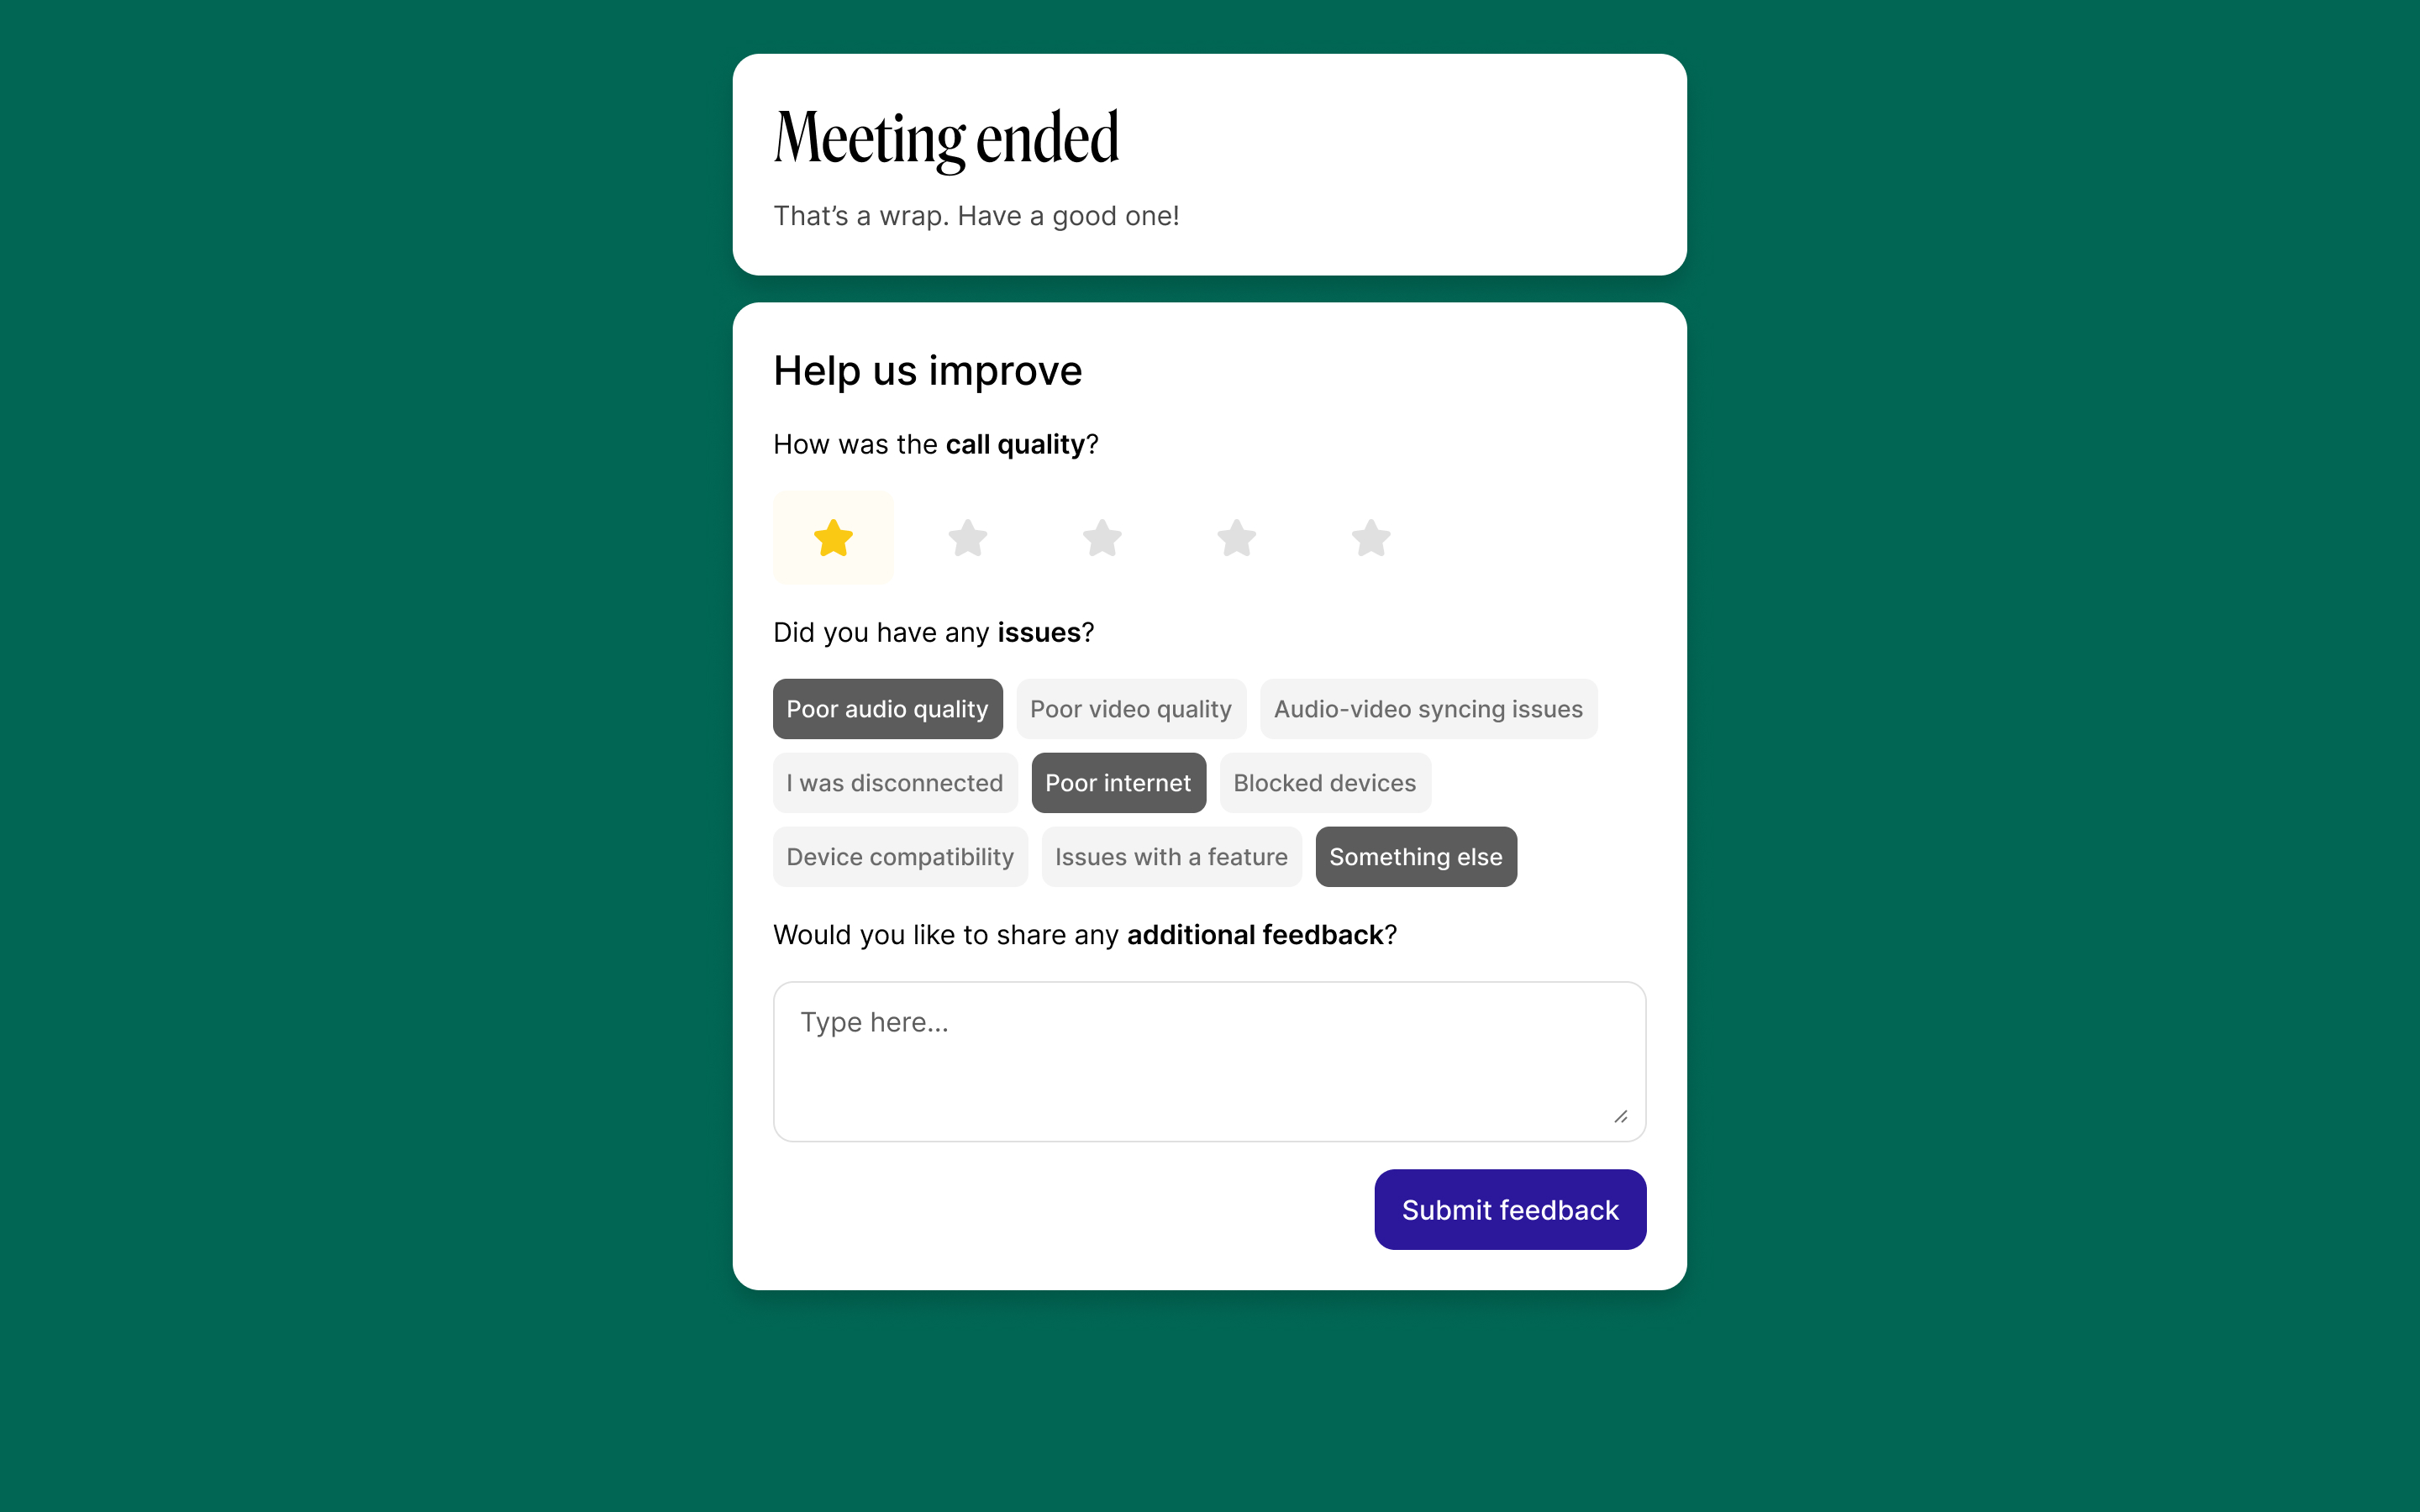 Meeting ended
That’s a wrap. Have a good one!
Help us improve
How was the call quality?
Did you have any issues?
Poor audio quality Poor video quality Audio-video syncing issues
I was disconnected Poor internet Blocked devices
Device compatibility Issues with a feature Something else
Would you like to share any additional feedback?
Type here...
Submit feedback